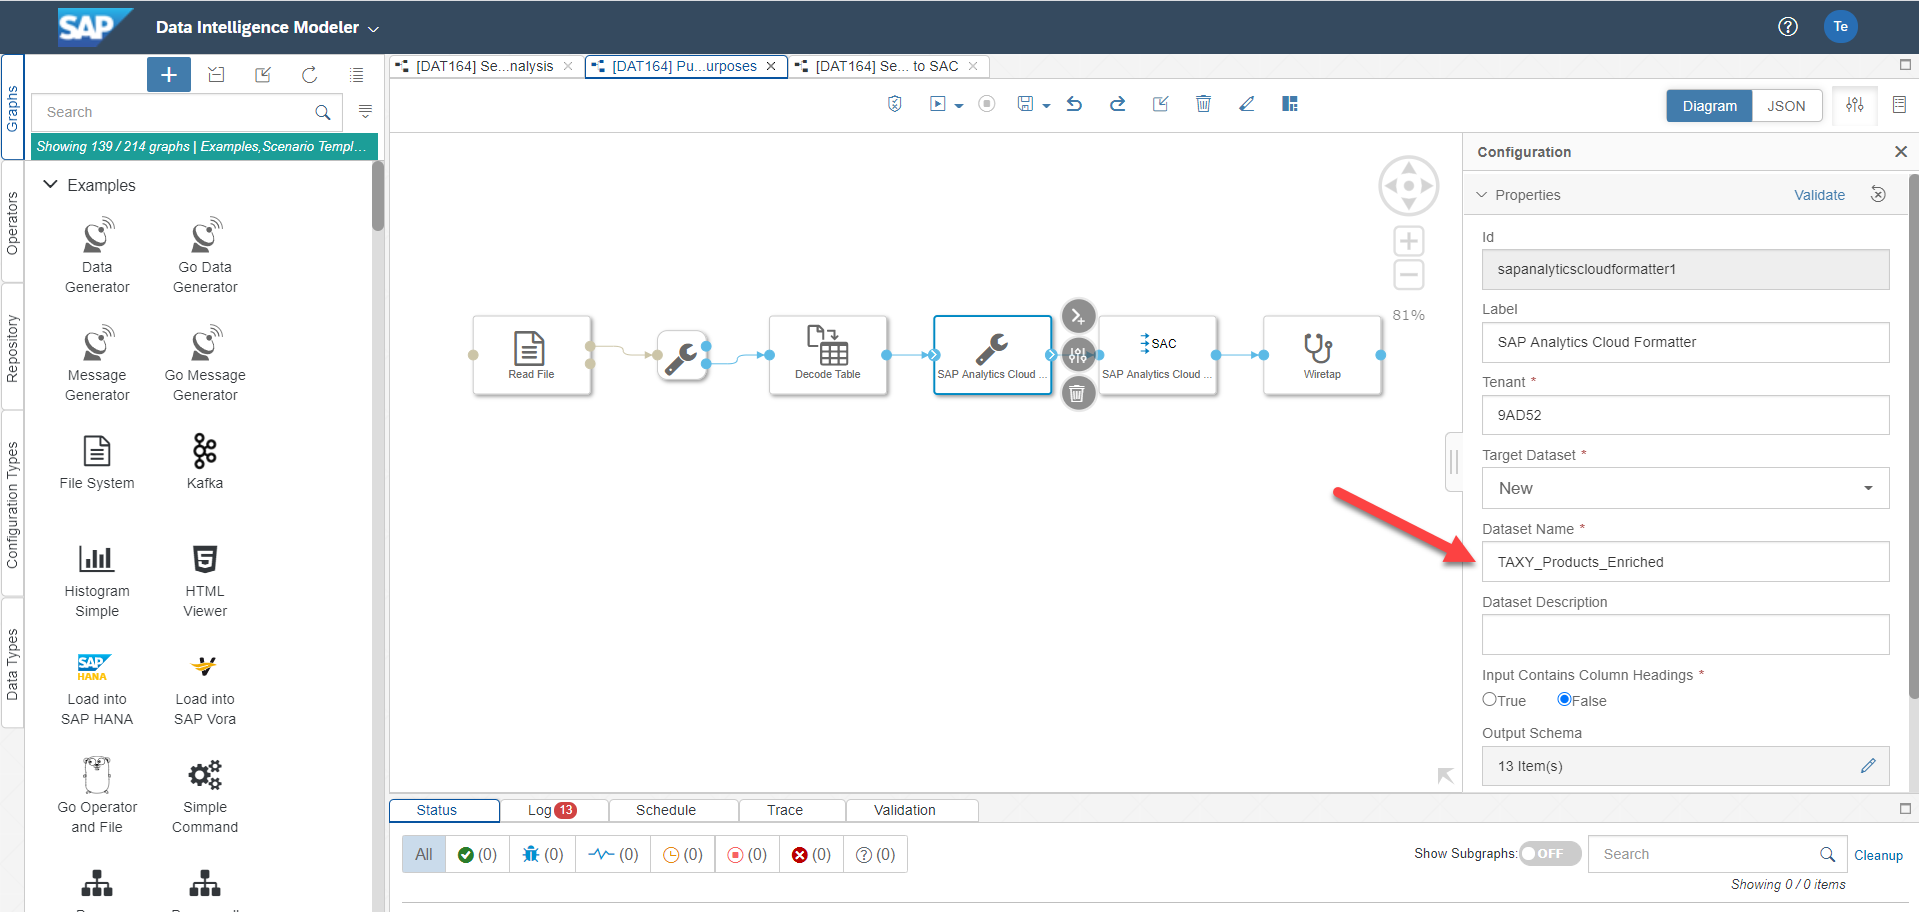 SAP
Data Intelligence Modeler
Te
Graphs
Operators
Repository
Configuration Types
Data Types
Search
Showing 139 / 214 graphs | Examples,Scenario Templ...
Examples
Data
Generator
Go Data
Generator
Message
Generator
Go Message
Generator
File System
Kafka
Histogram
Simple
HTML
Viewer
SAP
HANA
Load into
SAP HANA
Load into
SAP Vora
Go Operator
and File
Simple
Command
[DAT164] Se...nalysis
[DAT164] Pu...urposes
[DAT164] Se... to SAC
Diagram
JSON
81%
Read File
Decode Table
SAP Analytics Cloud ...
SAC
SAP Analytics Cloud ...
Wiretap
Configuration
Properties
Validate
Id
sapanalyticscloudformatter1
Label
SAP Analytics Cloud Formatter
Tenant *
9AD52
Target Dataset *
New
Dataset Name *
TAXY_Products_Enriched
Dataset Description
Input Contains Column Headings *
True
False
Output Schema
13 Item(s)
Status
Log 13
Schedule
Trace
Validation
All
(0)
(0)
(0)
(0)
(0)
(0)
(0)
Show Subgraphs:
OFF
Search
Cleanup
Showing 0 / 0 items